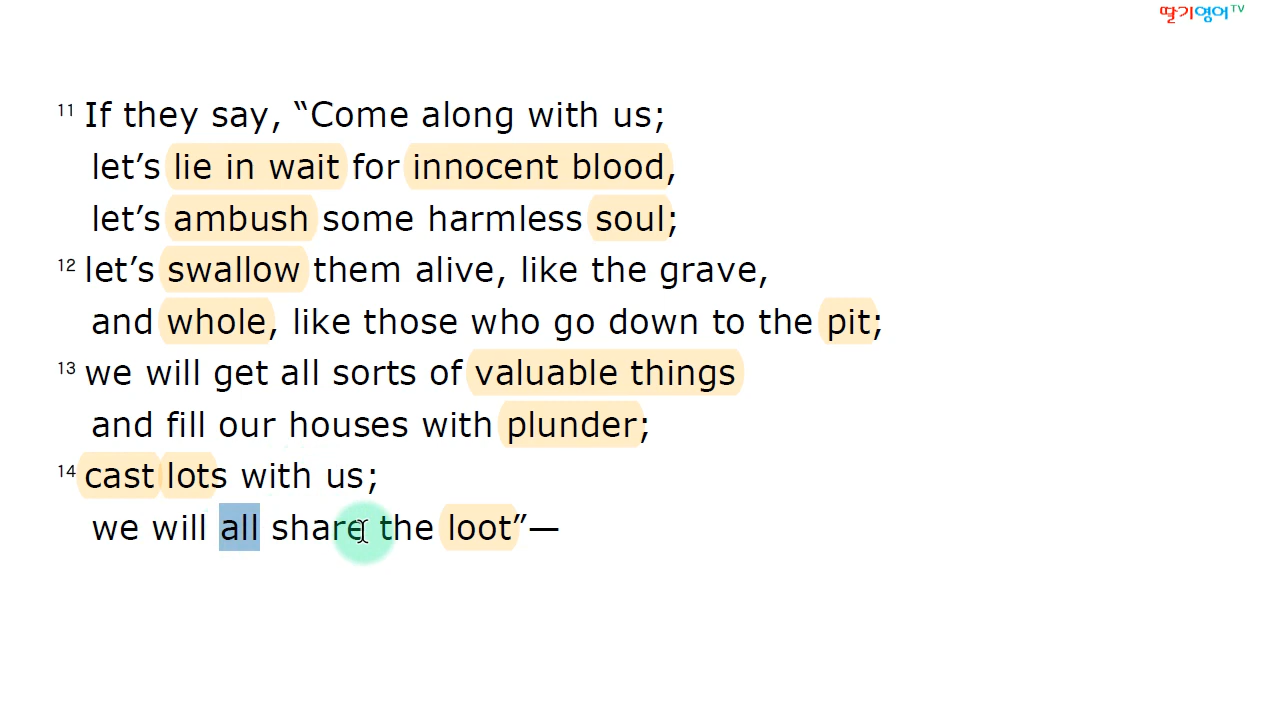 딸기영어TV
11 If they say, “Come along with us;
let’s lie in wait for innocent blood,
let’s ambush some harmless soul;
12 let’s swallow them alive, like the grave,
and whole, like those who go down to the pit;
13 we will get all sorts of valuable things
and fill our houses with plunder;
14 cast lots with us;
we will all share the loot”—